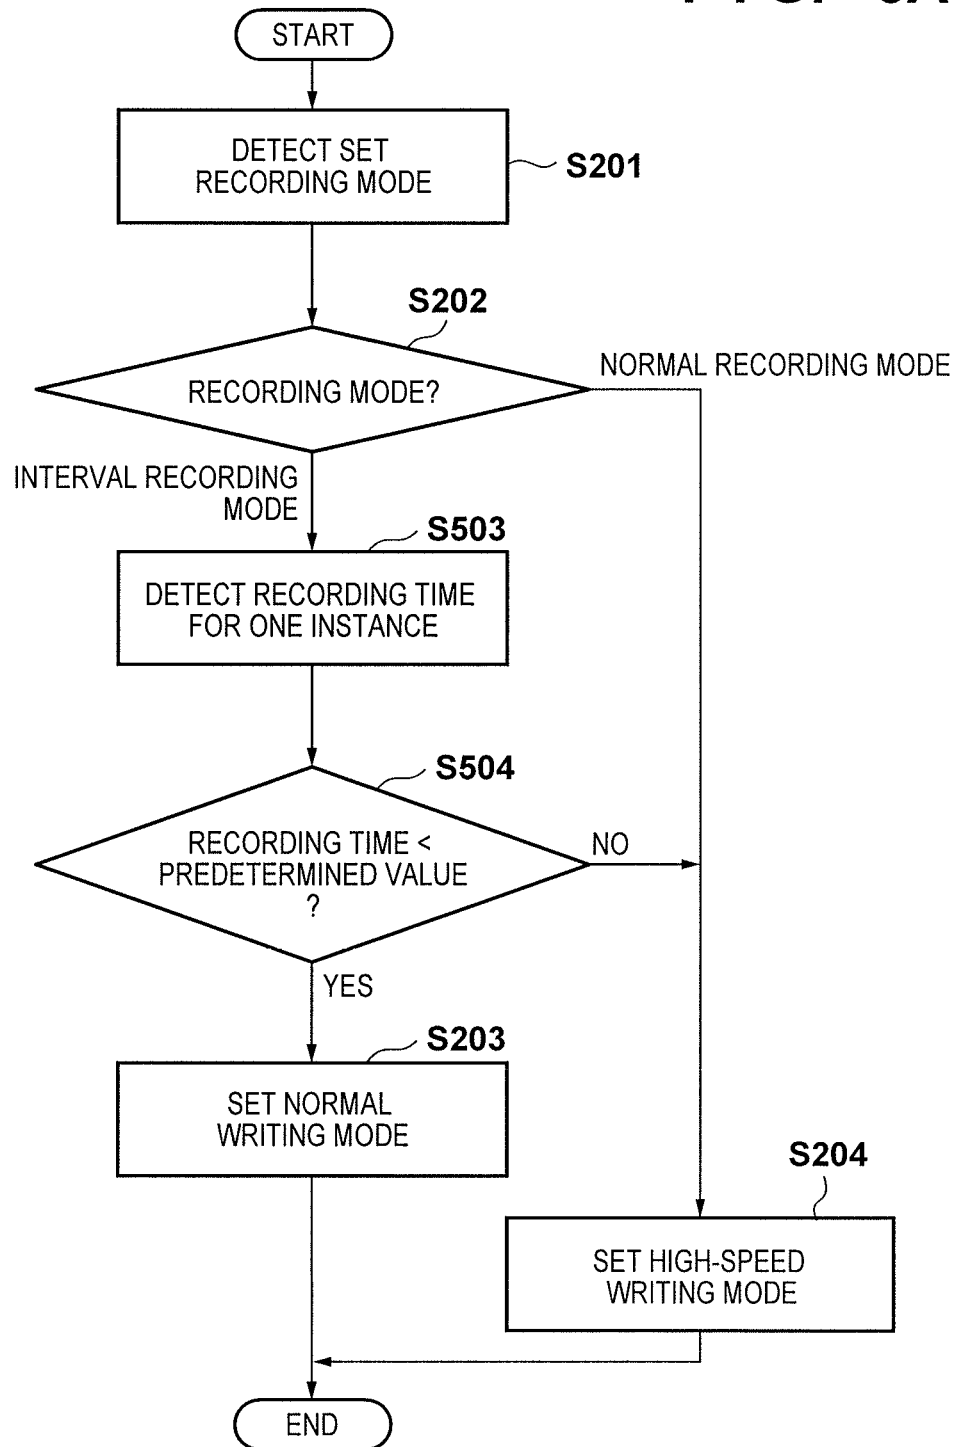 START
DETECT SET
RECORDING MODE
S201
S202
RECORDING MODE?
NORMAL RECORDING MODE
INTERVAL RECORDING
MODE
S503
DETECT RECORDING TIME
FOR ONE INSTANCE
S504
RECORDING TIME <
PREDETERMINED VALUE
?
NO
YES
S203
SET NORMAL
WRITING MODE
S204
SET HIGH-SPEED
WRITING MODE
END